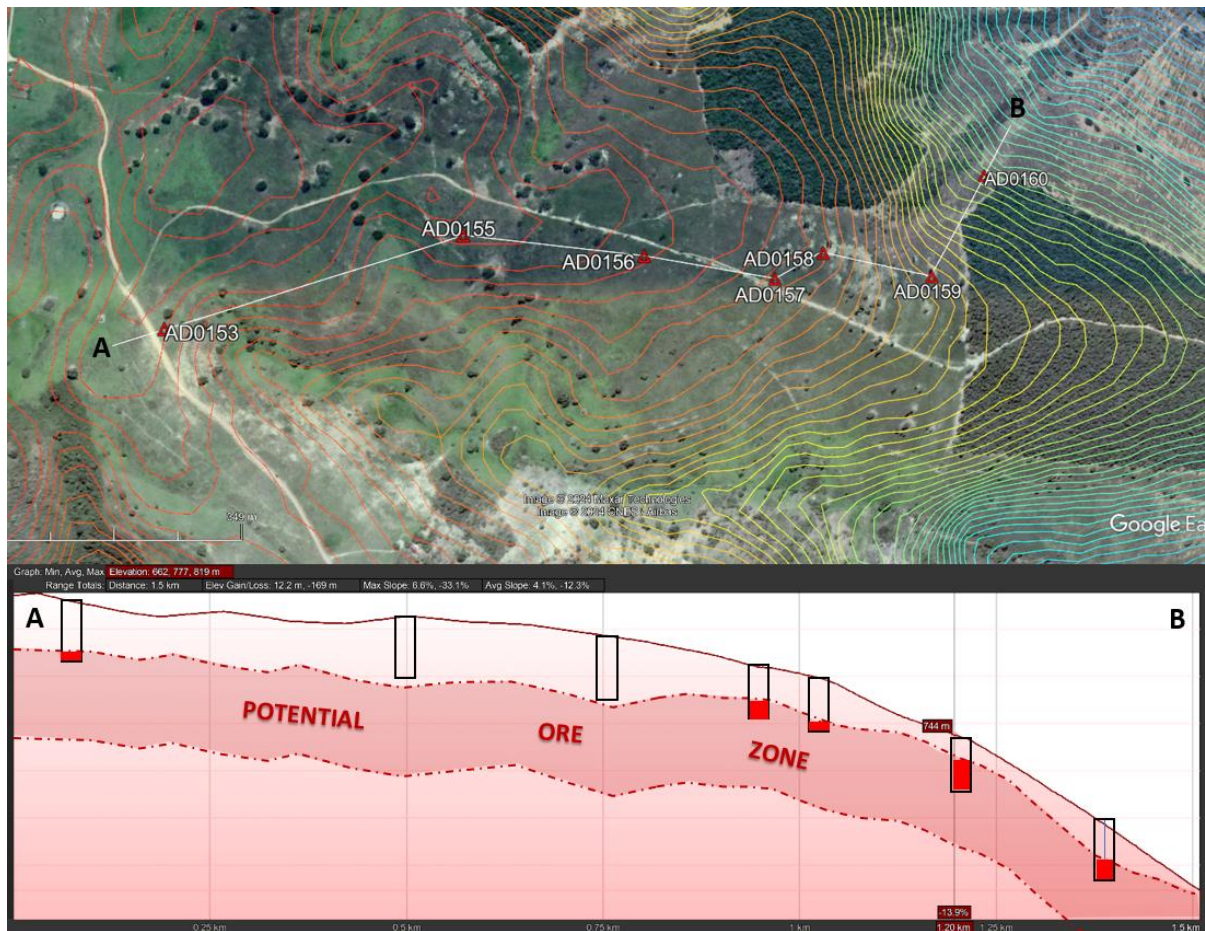 B
AD0160
AD0155
AD0158
AD0156
AD0157
AD0159
AD0153
A
349 m
Image © 2024 Maxar Technologies
Image © 2024 CNES / Airbus
Google Ea
Graph: Min, Avg, Max Elevation: 662, 777, 819 m
Range Totals: Distance: 1.5 km Elev Gain/Loss: 12.2 m, -169 m Max Slope: 6.6%, -33.1% Avg Slope: 4.1%, -12.3%
A B
POTENTIAL ORE ZONE
744 m
-13.9%
0.25 km 0.5 km 0.75 km 1 km 1.20 km 1.25 km 1.5 km